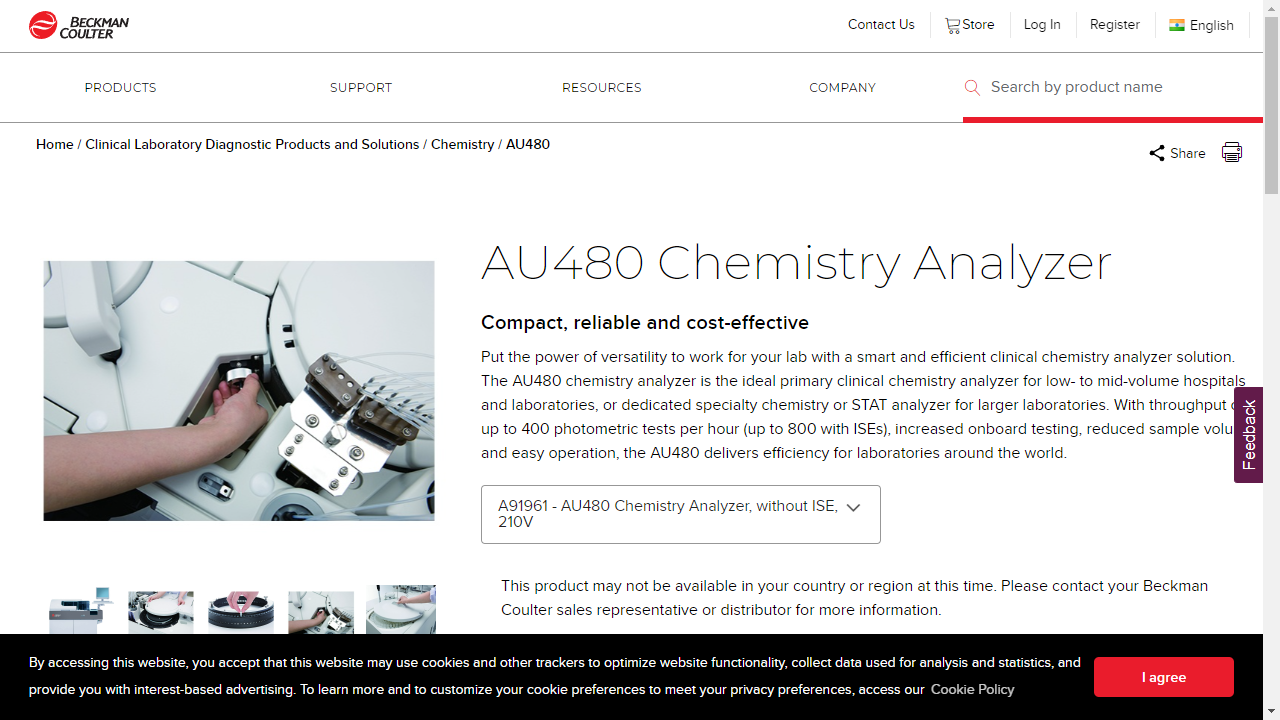 BECKMAN
COULTER
Contact Us
Store
Log In
Register
English
PRODUCTS
SUPPORT
RESOURCES
COMPANY
Search by product name
Home / Clinical Laboratory Diagnostic Products and Solutions / Chemistry / AU480
Share
AU480 Chemistry Analyzer
Compact, reliable and cost-effective
Put the power of versatility to work for your lab with a smart and efficient clinical chemistry analyzer solution.
The AU480 chemistry analyzer is the ideal primary clinical chemistry analyzer for low- to mid-volume hospitals
and laboratories, or dedicated specialty chemistry or STAT analyzer for larger laboratories. With throughput
up to 400 photometric tests per hour (up to 800 with ISEs), increased onboard testing, reduced sample
and easy operation, the AU480 delivers efficiency for laboratories around the world.
Feedback
A91961 - AU480 Chemistry Analyzer, without ISE,
210V
This product may not be available in your country or region at this time. Please contact your Beckman
Coulter sales representative or distributor for more information.
By accessing this website, you accept that this website may use cookies and other trackers to optimize website functionality, collect data used for analysis and statistics, and
provide you with interest-based advertising. To learn more and to customize your cookie preferences to meet your privacy preferences, access our Cookie Policy
I agree